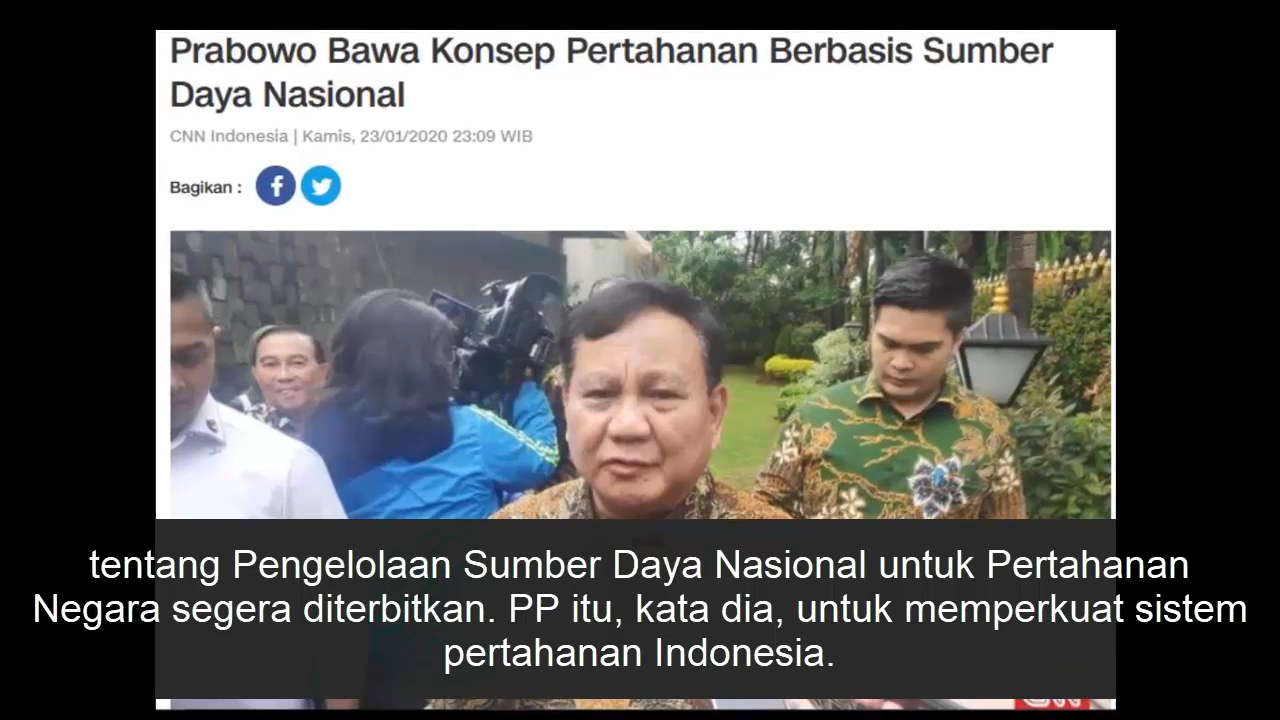 Prabowo Bawa Konsep Pertahanan Berbasis Sumber
Daya Nasional
CNN Indonesia | Kamis, 23/01/2020 23:09 WIB
Bagikan :
tentang Pengelolaan Sumber Daya Nasional untuk Pertahanan
Negara segera diterbitkan. PP itu, kata dia, untuk memperkuat sistem
pertahanan Indonesia.